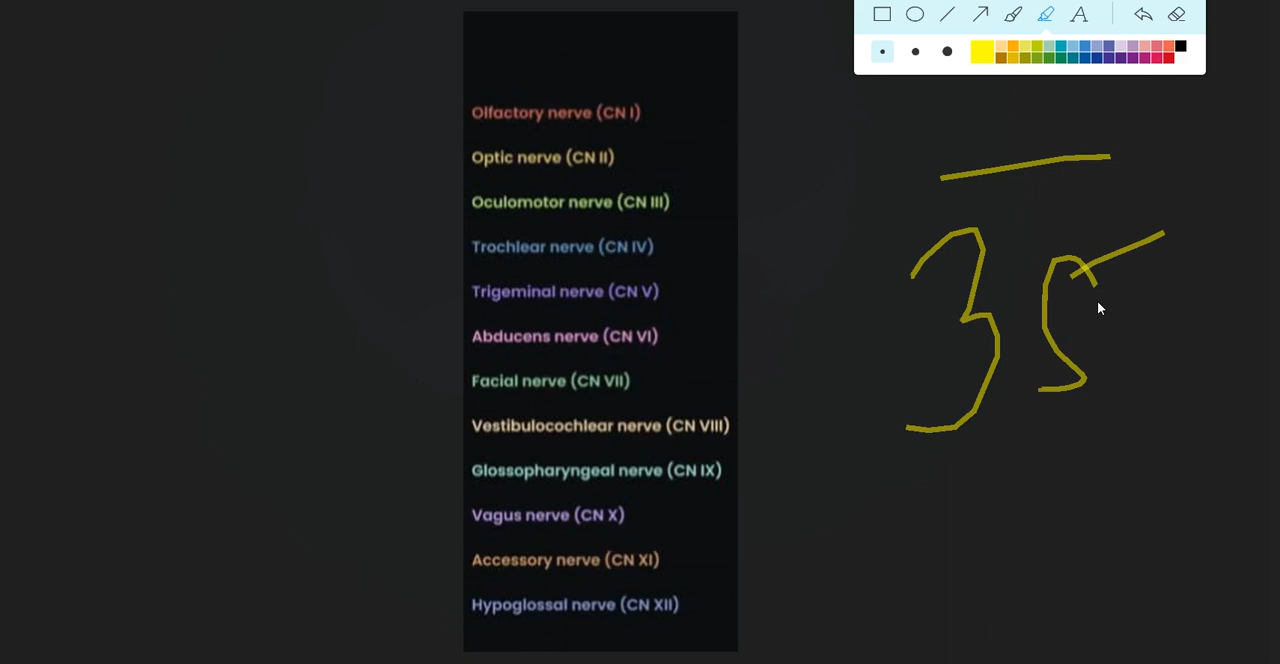 Olfactory nerve (CN I)
Optic nerve (CN II)
Oculomotor nerve (CN III)
Trochlear nerve (CN IV)
Trigeminal nerve (CN V)
Abducens nerve (CN VI)
Facial nerve (CN VII)
Vestibulocochlear nerve (CN VIII)
Glossopharyngeal nerve (CN IX)
Vagus nerve (CN X)
Accessory nerve (CN XI)
Hypoglossal nerve (CN XII)
A
35